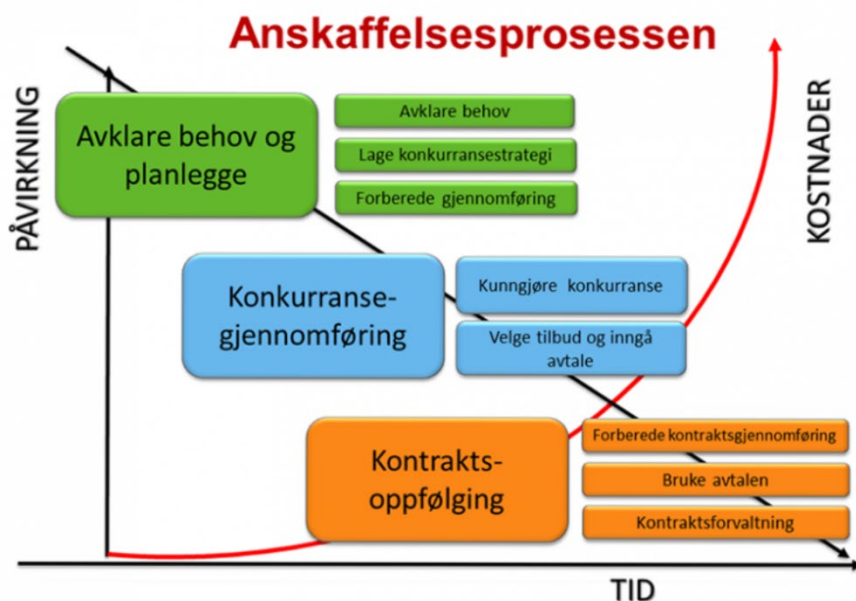 Anskaffelsesprosessen
PÅVIRKNING
KOSTNADER
Avklare behov og
planlegge
Avklare behov
Lage konkurransestrategi
Forberede gjennomføring
Konkurranse-
gjennomføring
Kunngjøre konkurranse
Velge tilbud og inngå
avtale
Kontrakts-
oppfølging
Forberede kontraktsgjennomføring
Bruke avtalen
Kontraktsforvaltning
TID